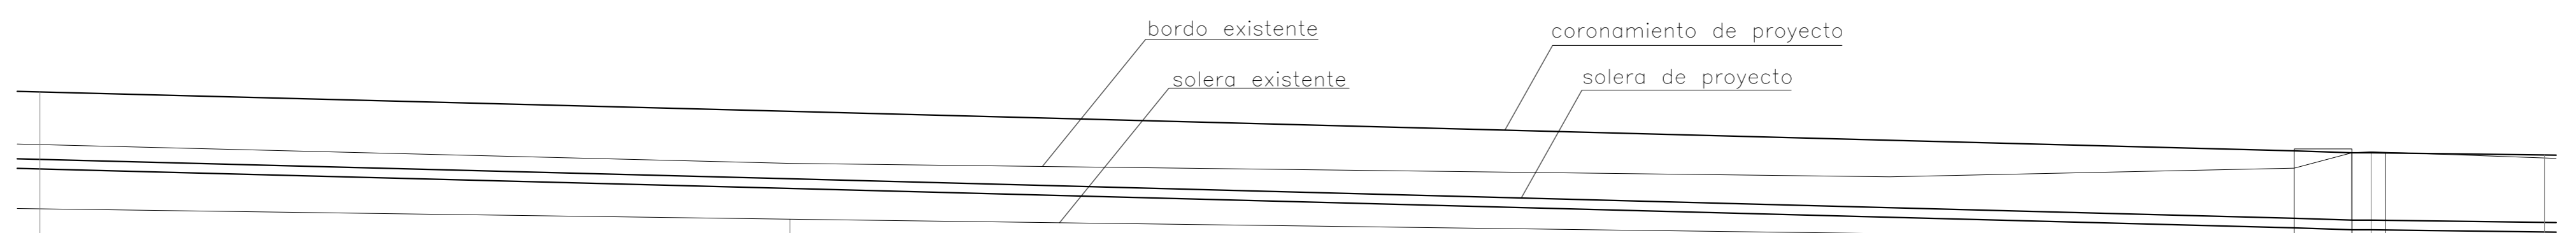 bordo existente
coronamiento de proyecto
solera existente
solera de proyecto